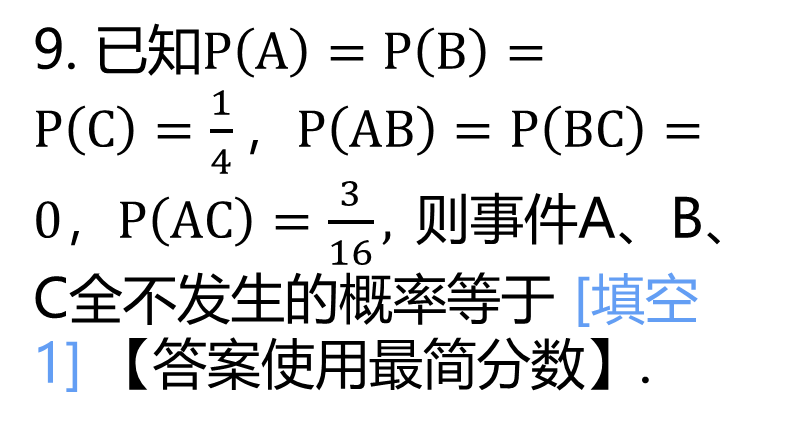 9. 已知P(A) = P(B) =
P(C) = 1/4，P(AB) = P(BC) =
0，P(AC) = 3/16, 则事件A、B、
C全不发生的概率等于 [填空
1] 【答案使用最简分数】.